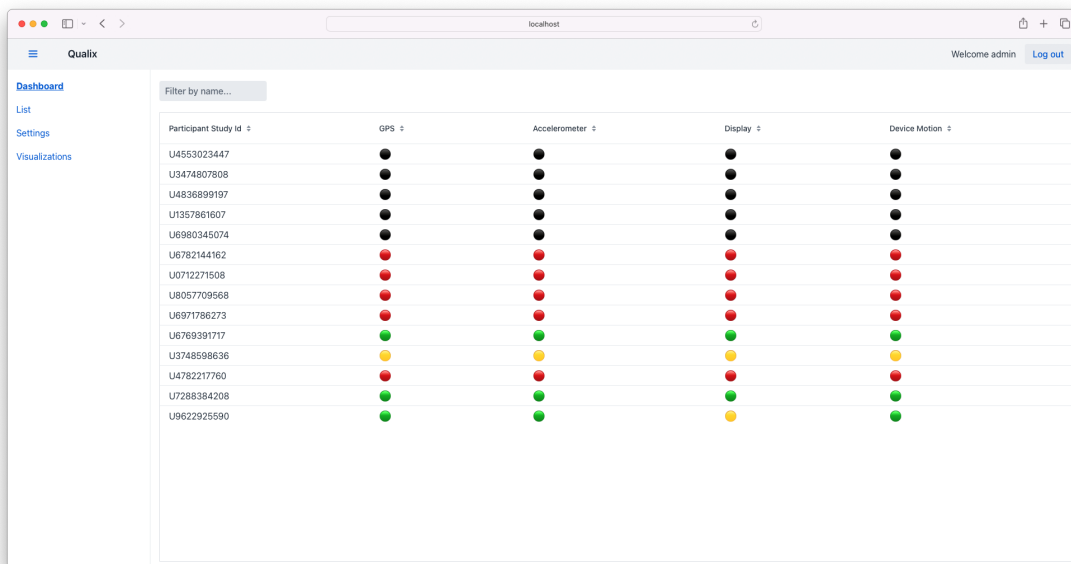 localhost
Qualix
Welcome admin Log out
Dashboard
List
Settings
Visualizations
Filter by name...
Participant Study Id GPS Accelerometer Display Device Motion
U4553023447
U3474807808
U4836899197
U1357861607
U6980345074
U6782144162
U0712271508
U8057709568
U6971786273
U6769391717
U3748598636
U4782217760
U7288384208
U9622925590